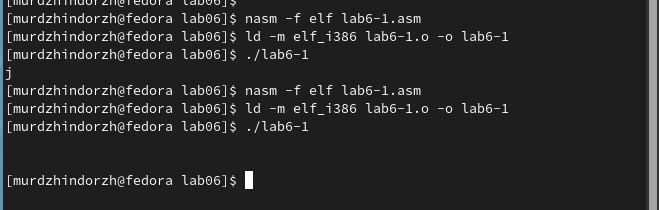 [murdzhindorzh@fedora lab06]$
[murdzhindorzh@fedora lab06]$ nasm -f elf lab6-1.asm
[murdzhindorzh@fedora lab06]$ ld -m elf_i386 lab6-1.o -o lab6-1
[murdzhindorzh@fedora lab06]$ ./lab6-1
j
[murdzhindorzh@fedora lab06]$ nasm -f elf lab6-1.asm
[murdzhindorzh@fedora lab06]$ ld -m elf_i386 lab6-1.o -o lab6-1
[murdzhindorzh@fedora lab06]$ ./lab6-1
[murdzhindorzh@fedora lab06]$